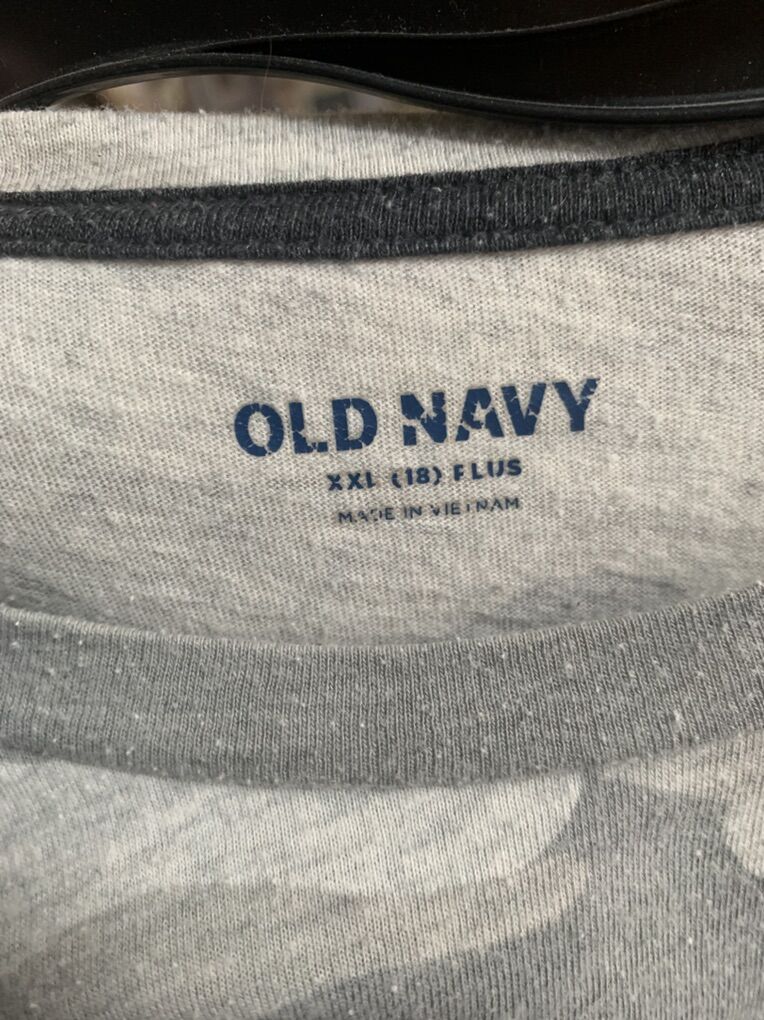 OLD NAVY
XXL (18) PLUS
MADE IN VIETNAM